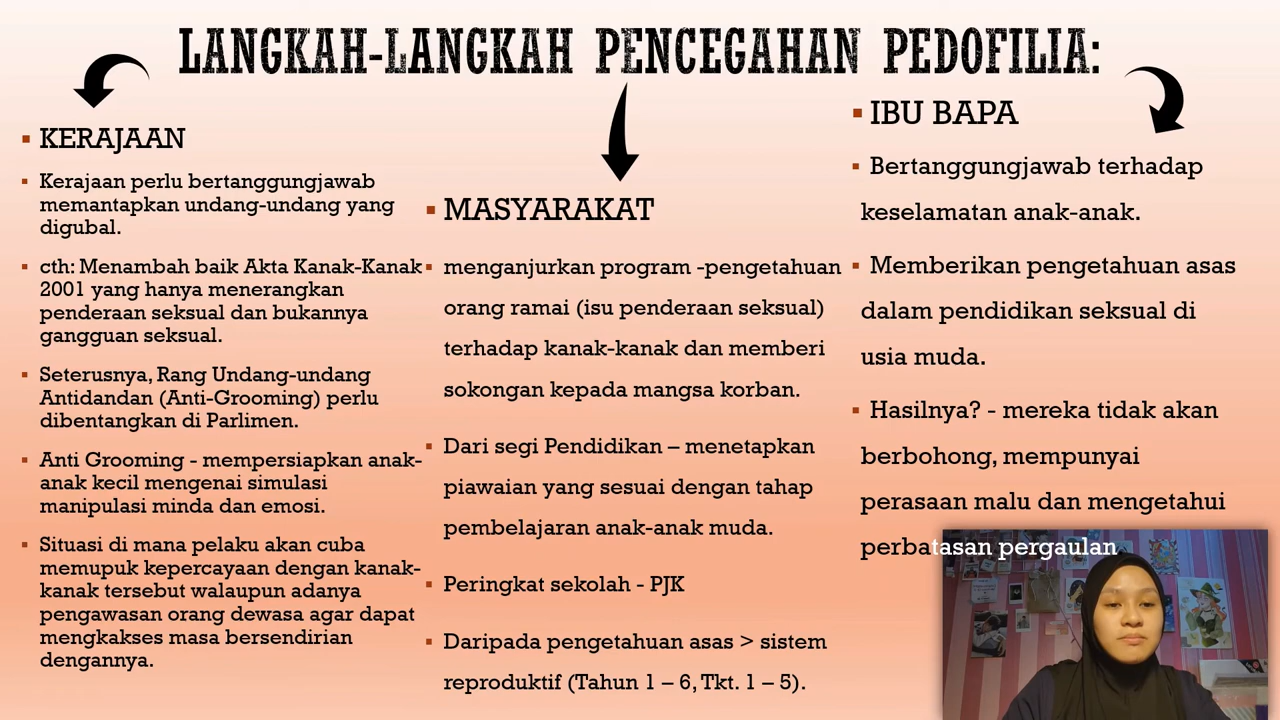 LANGKAH-LANGKAH PENCEGAHAN PEDOFILIA:
KERAJAAN
Kerajaan perlu bertanggungjawab
memantapkan undang-undang yang
digubal.
cth: Menambah baik Akta Kanak-Kanak
2001 yang hanya menerangkan
penderaan seksual dan bukannya
gangguan seksual.
Seterusnya, Rang Undang-undang
Antidandan (Anti-Grooming) perlu
dibentangkan di Parlimen.
Anti Grooming - mempersiapkan anak-
anak kecil mengenai simulasi
manipulasi minda dan emosi.
Situasi di mana pelaku akan cuba
memupuk kepercayaan dengan kanak-
kanak tersebut walaupun adanya
pengawasan orang dewasa agar dapat
mengkakses masa bersendirian
dengannya.
MASYARAKAT
menganjurkan program -pengetahuan
orang ramai (isu penderaan seksual)
terhadap kanak-kanak dan memberi
sokongan kepada mangsa korban.
Dari segi Pendidikan – menetapkan
piawaian yang sesuai dengan tahap
pembelajaran anak-anak muda.
Peringkat sekolah - PJK
Daripada pengetahuan asas > sistem
reproduktif (Tahun 1 – 6, Tkt. 1 – 5).
IBU BAPA
Bertanggungjawab terhadap
keselamatan anak-anak.
Memberikan pengetahuan asas
dalam pendidikan seksual di
usia muda.
Hasilnya? - mereka tidak akan
berbohong, mempunyai
perasaan malu dan mengetahui
perbatasan pergaulan